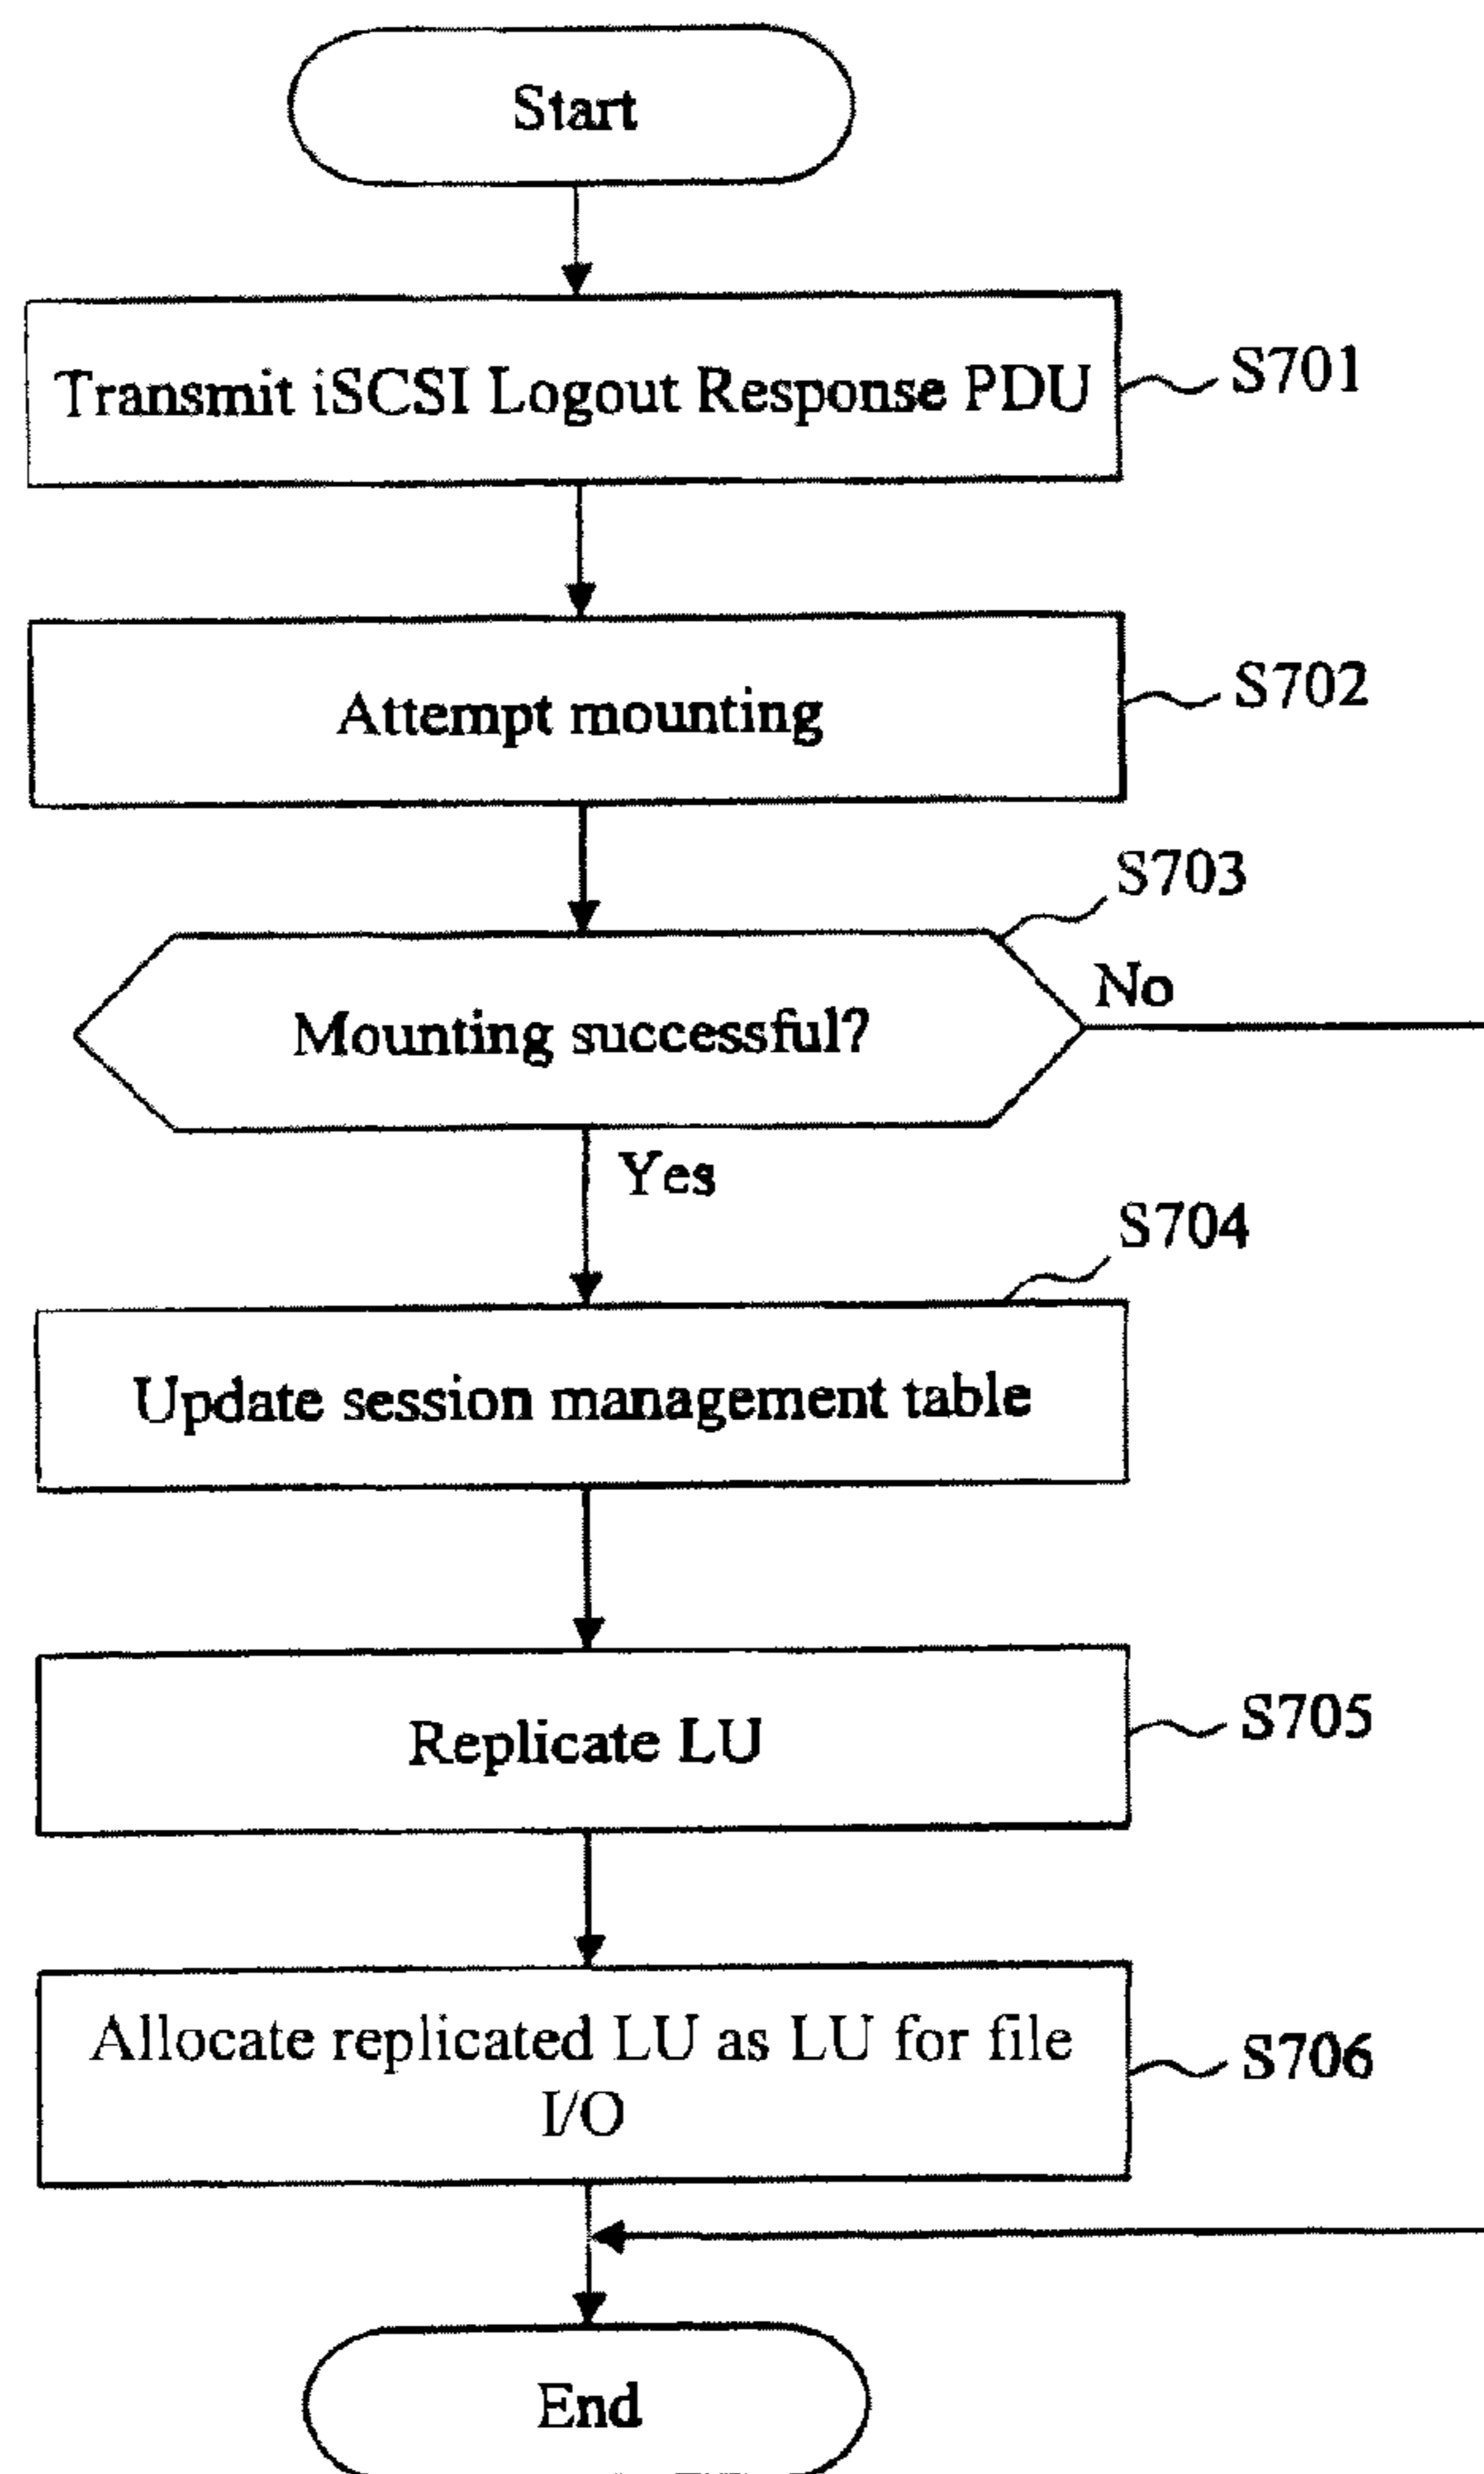 Start
Transmit iSCSI Logout Response PDU
S701
Attempt mounting
S702
S703
Mounting successful?
No
Yes
S704
Update session management table
Replicate LU
S705
Allocate replicated LU as LU for file
I/O
S706
End